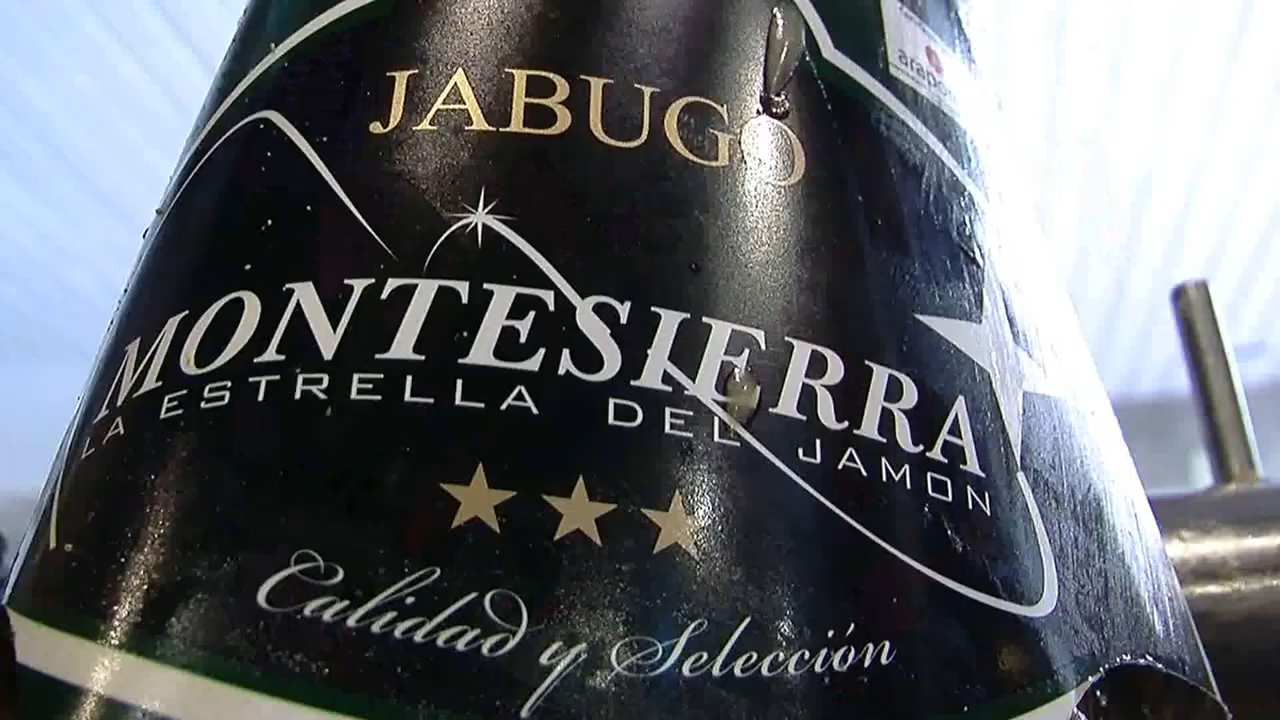 JABUGO
MONTESIERRA
LA ESTRELLA DEL JAMON
Calidad y Selección